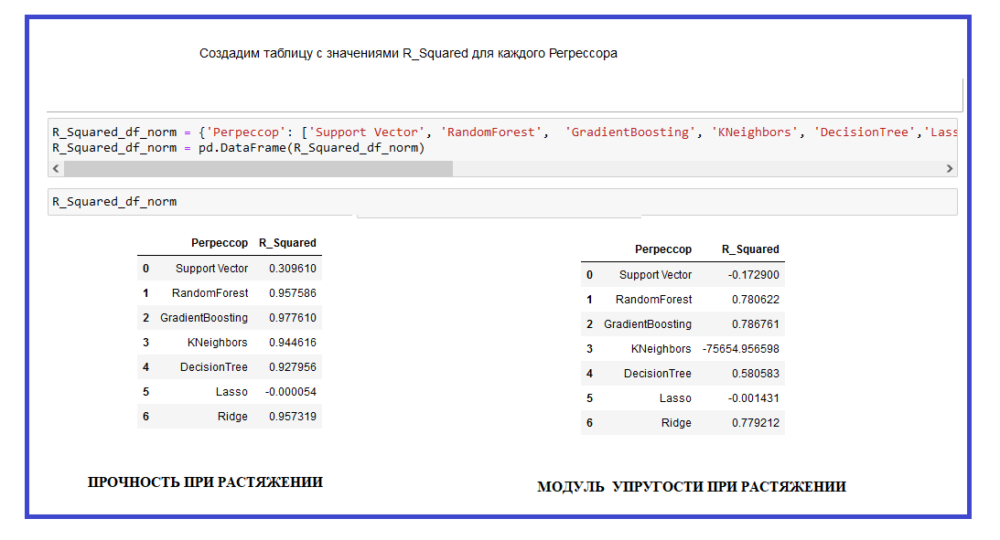 Создадим таблицу с значениями R_Squared для каждого Регрессора
R_Squared_df_norm = {'Регрессор': ['Support Vector', 'RandomForest',  'GradientBoosting', 'KNeighbors', 'DecisionTree','Lass
R_Squared_df_norm = pd.DataFrame(R_Squared_df_norm)
R_Squared_df_norm
Регрессор R_Squared
0 Support Vector 0.309610
1 RandomForest 0.957586
2 GradientBoosting 0.977610
3 KNeighbors 0.944616
4 DecisionTree 0.927956
5 Lasso -0.000054
6 Ridge 0.957319
ПРОЧНОСТЬ ПРИ РАСТЯЖЕНИИ
Регрессор R_Squared
0 Support Vector -0.172900
1 RandomForest 0.780622
2 GradientBoosting 0.786761
3 KNeighbors -75654.956598
4 DecisionTree 0.580583
5 Lasso -0.001431
6 Ridge 0.779212
МОДУЛЬ УПРУГОСТИ ПРИ РАСТЯЖЕНИИ